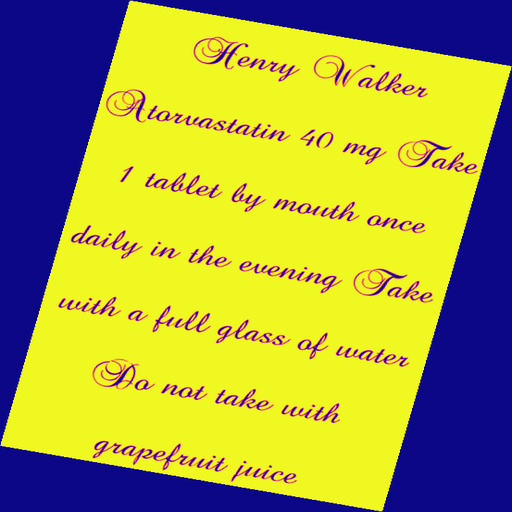 Henry Walker
Atorvastatin 40 mg Take
1 tablet by mouth once
daily in the evening Take
with a full glass of water
Do not take with
grapefruit juice